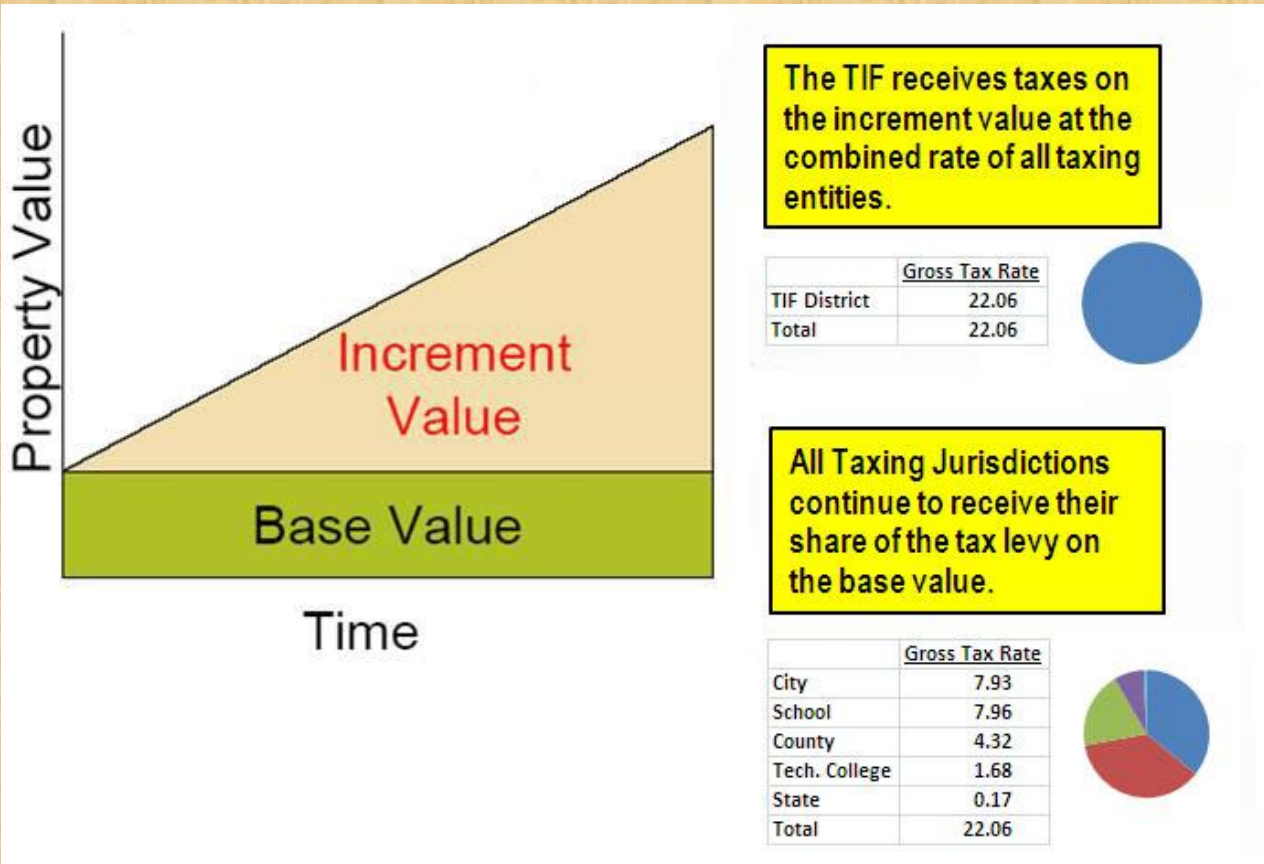 Property Value
Increment
Value
Base Value
Time
The TIF receives taxes on
the increment value at the
combined rate of all taxing
entities.
Gross Tax Rate
TIF District 22.06
Total 22.06
All Taxing Jurisdictions
continue to receive their
share of the tax levy on
the base value.
Gross Tax Rate
City 7.93
School 7.96
County 4.32
Tech. College 1.68
State 0.17
Total 22.06